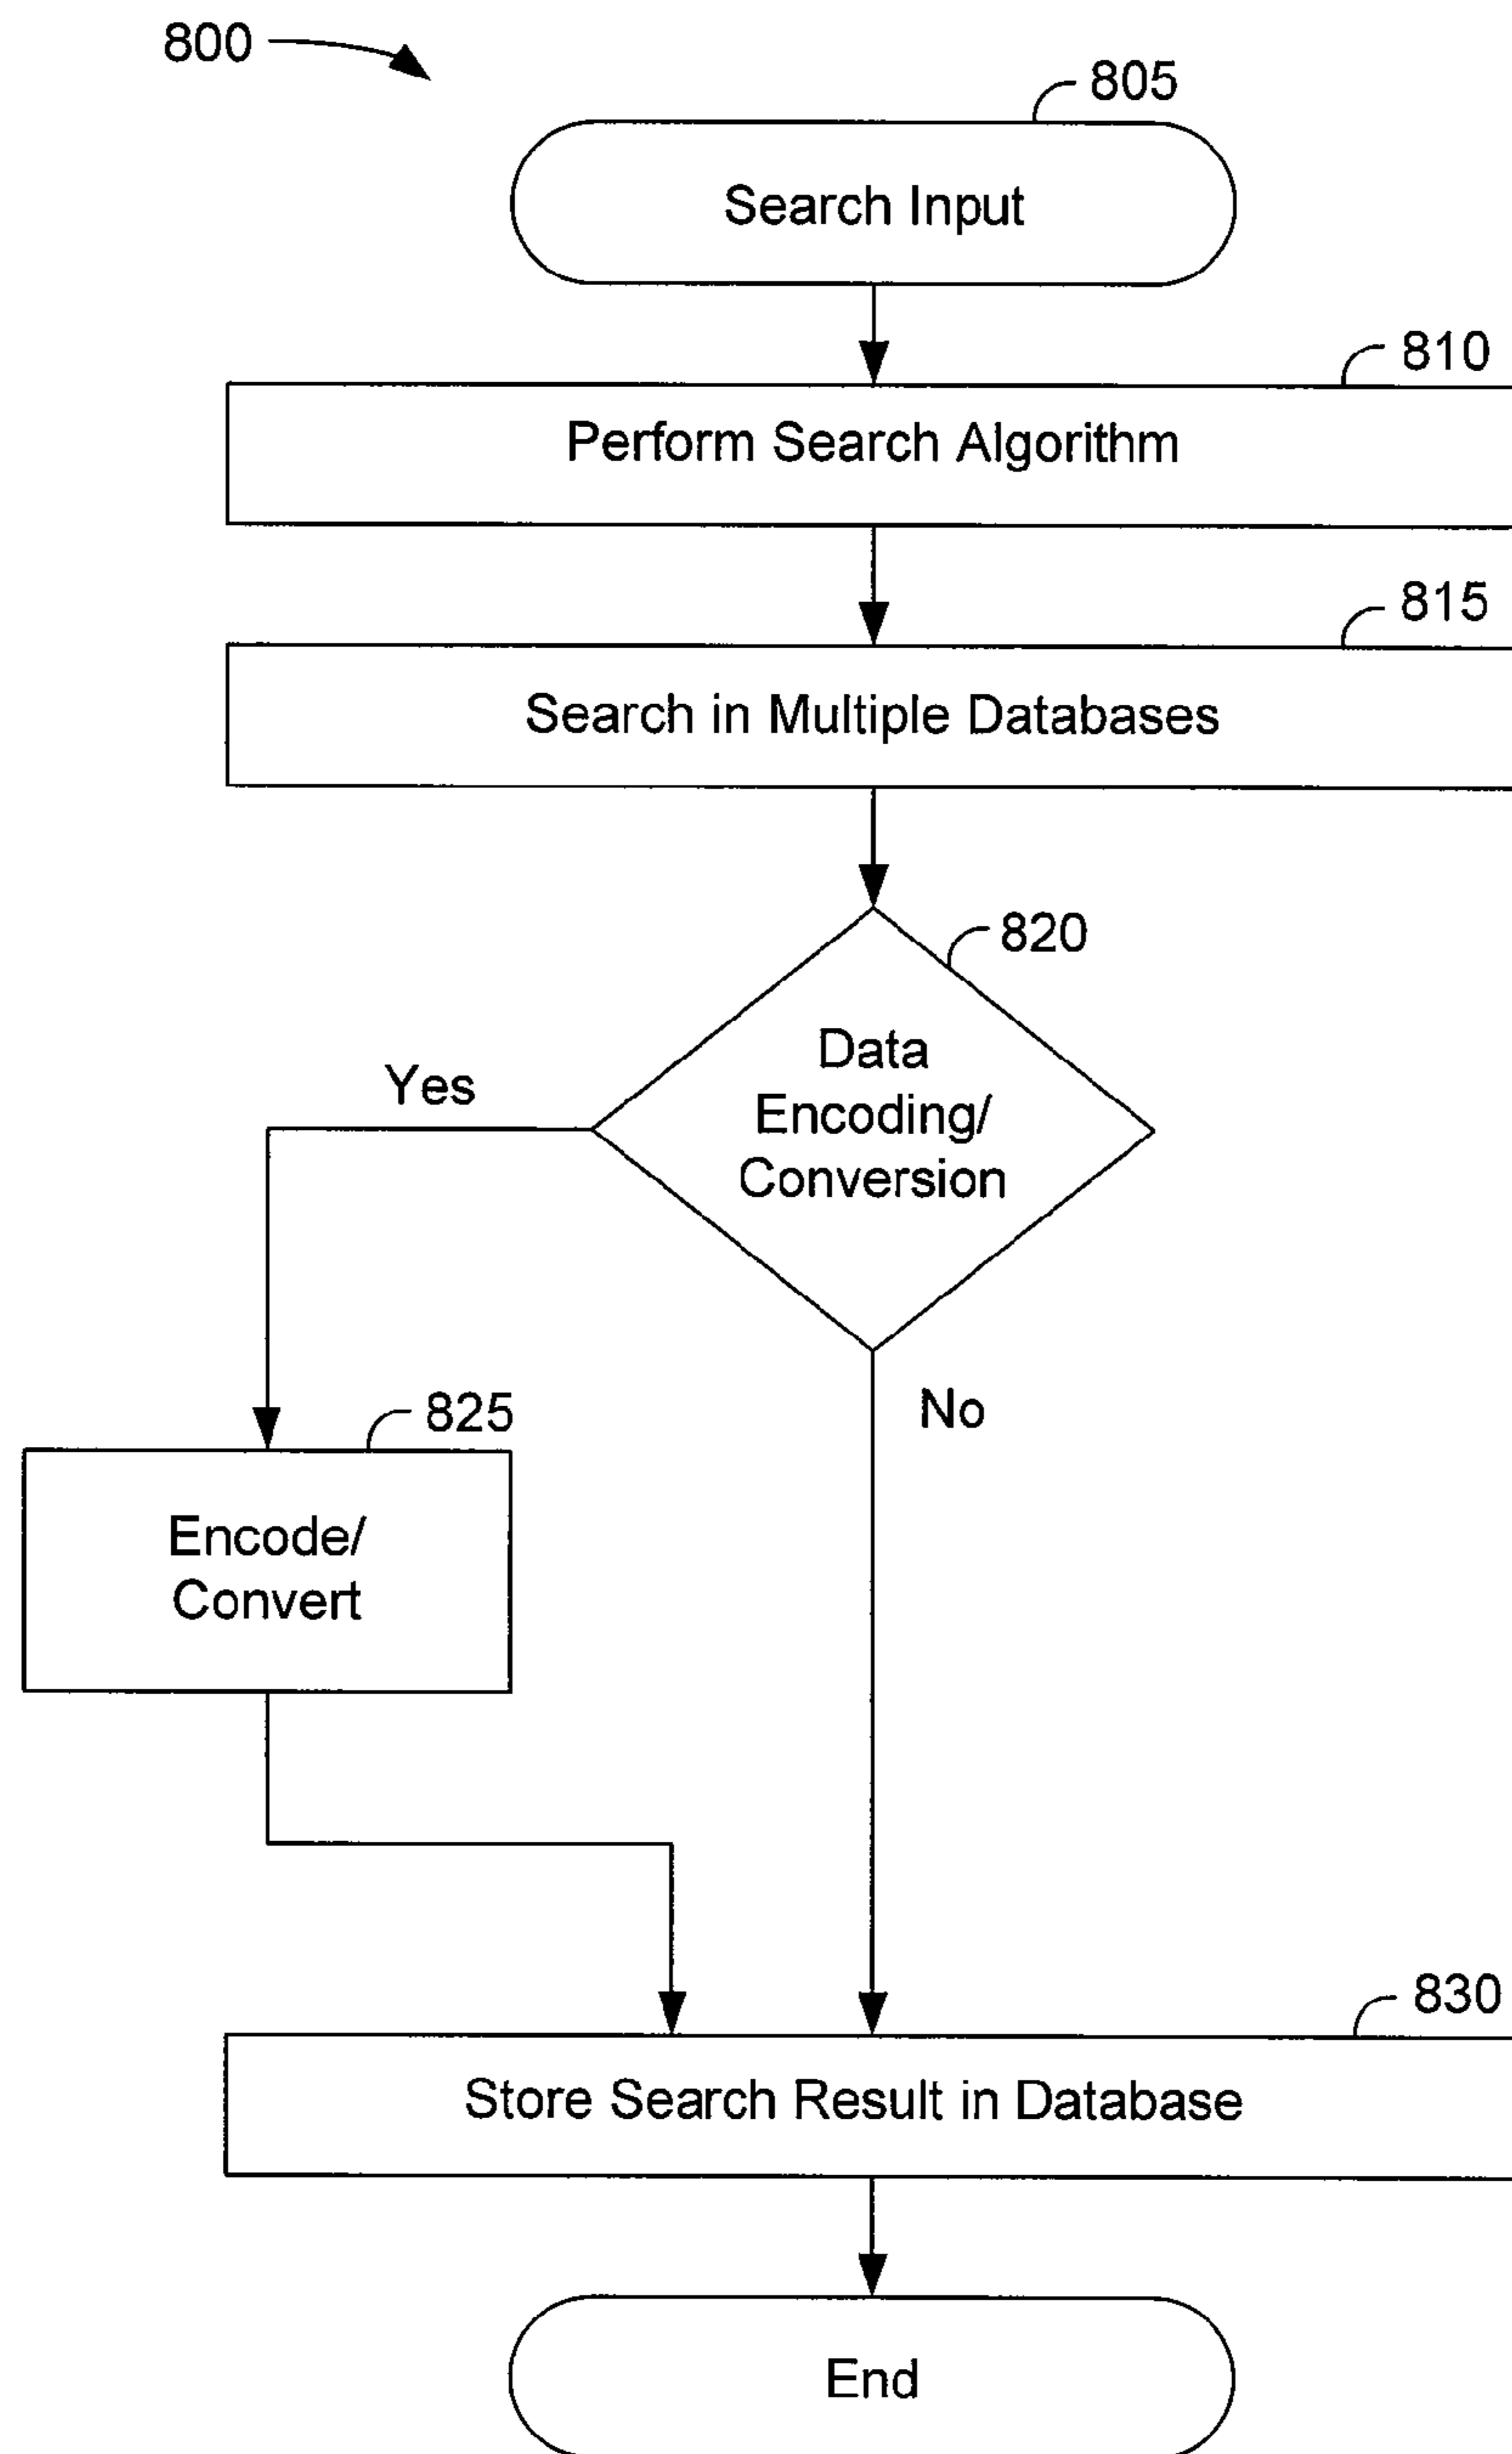 800
805
Search Input
810
Perform Search Algorithm
815
Search in Multiple Databases
820
Data
Encoding/
Conversion
Yes
No
825
Encode/
Convert
830
Store Search Result in Database
End